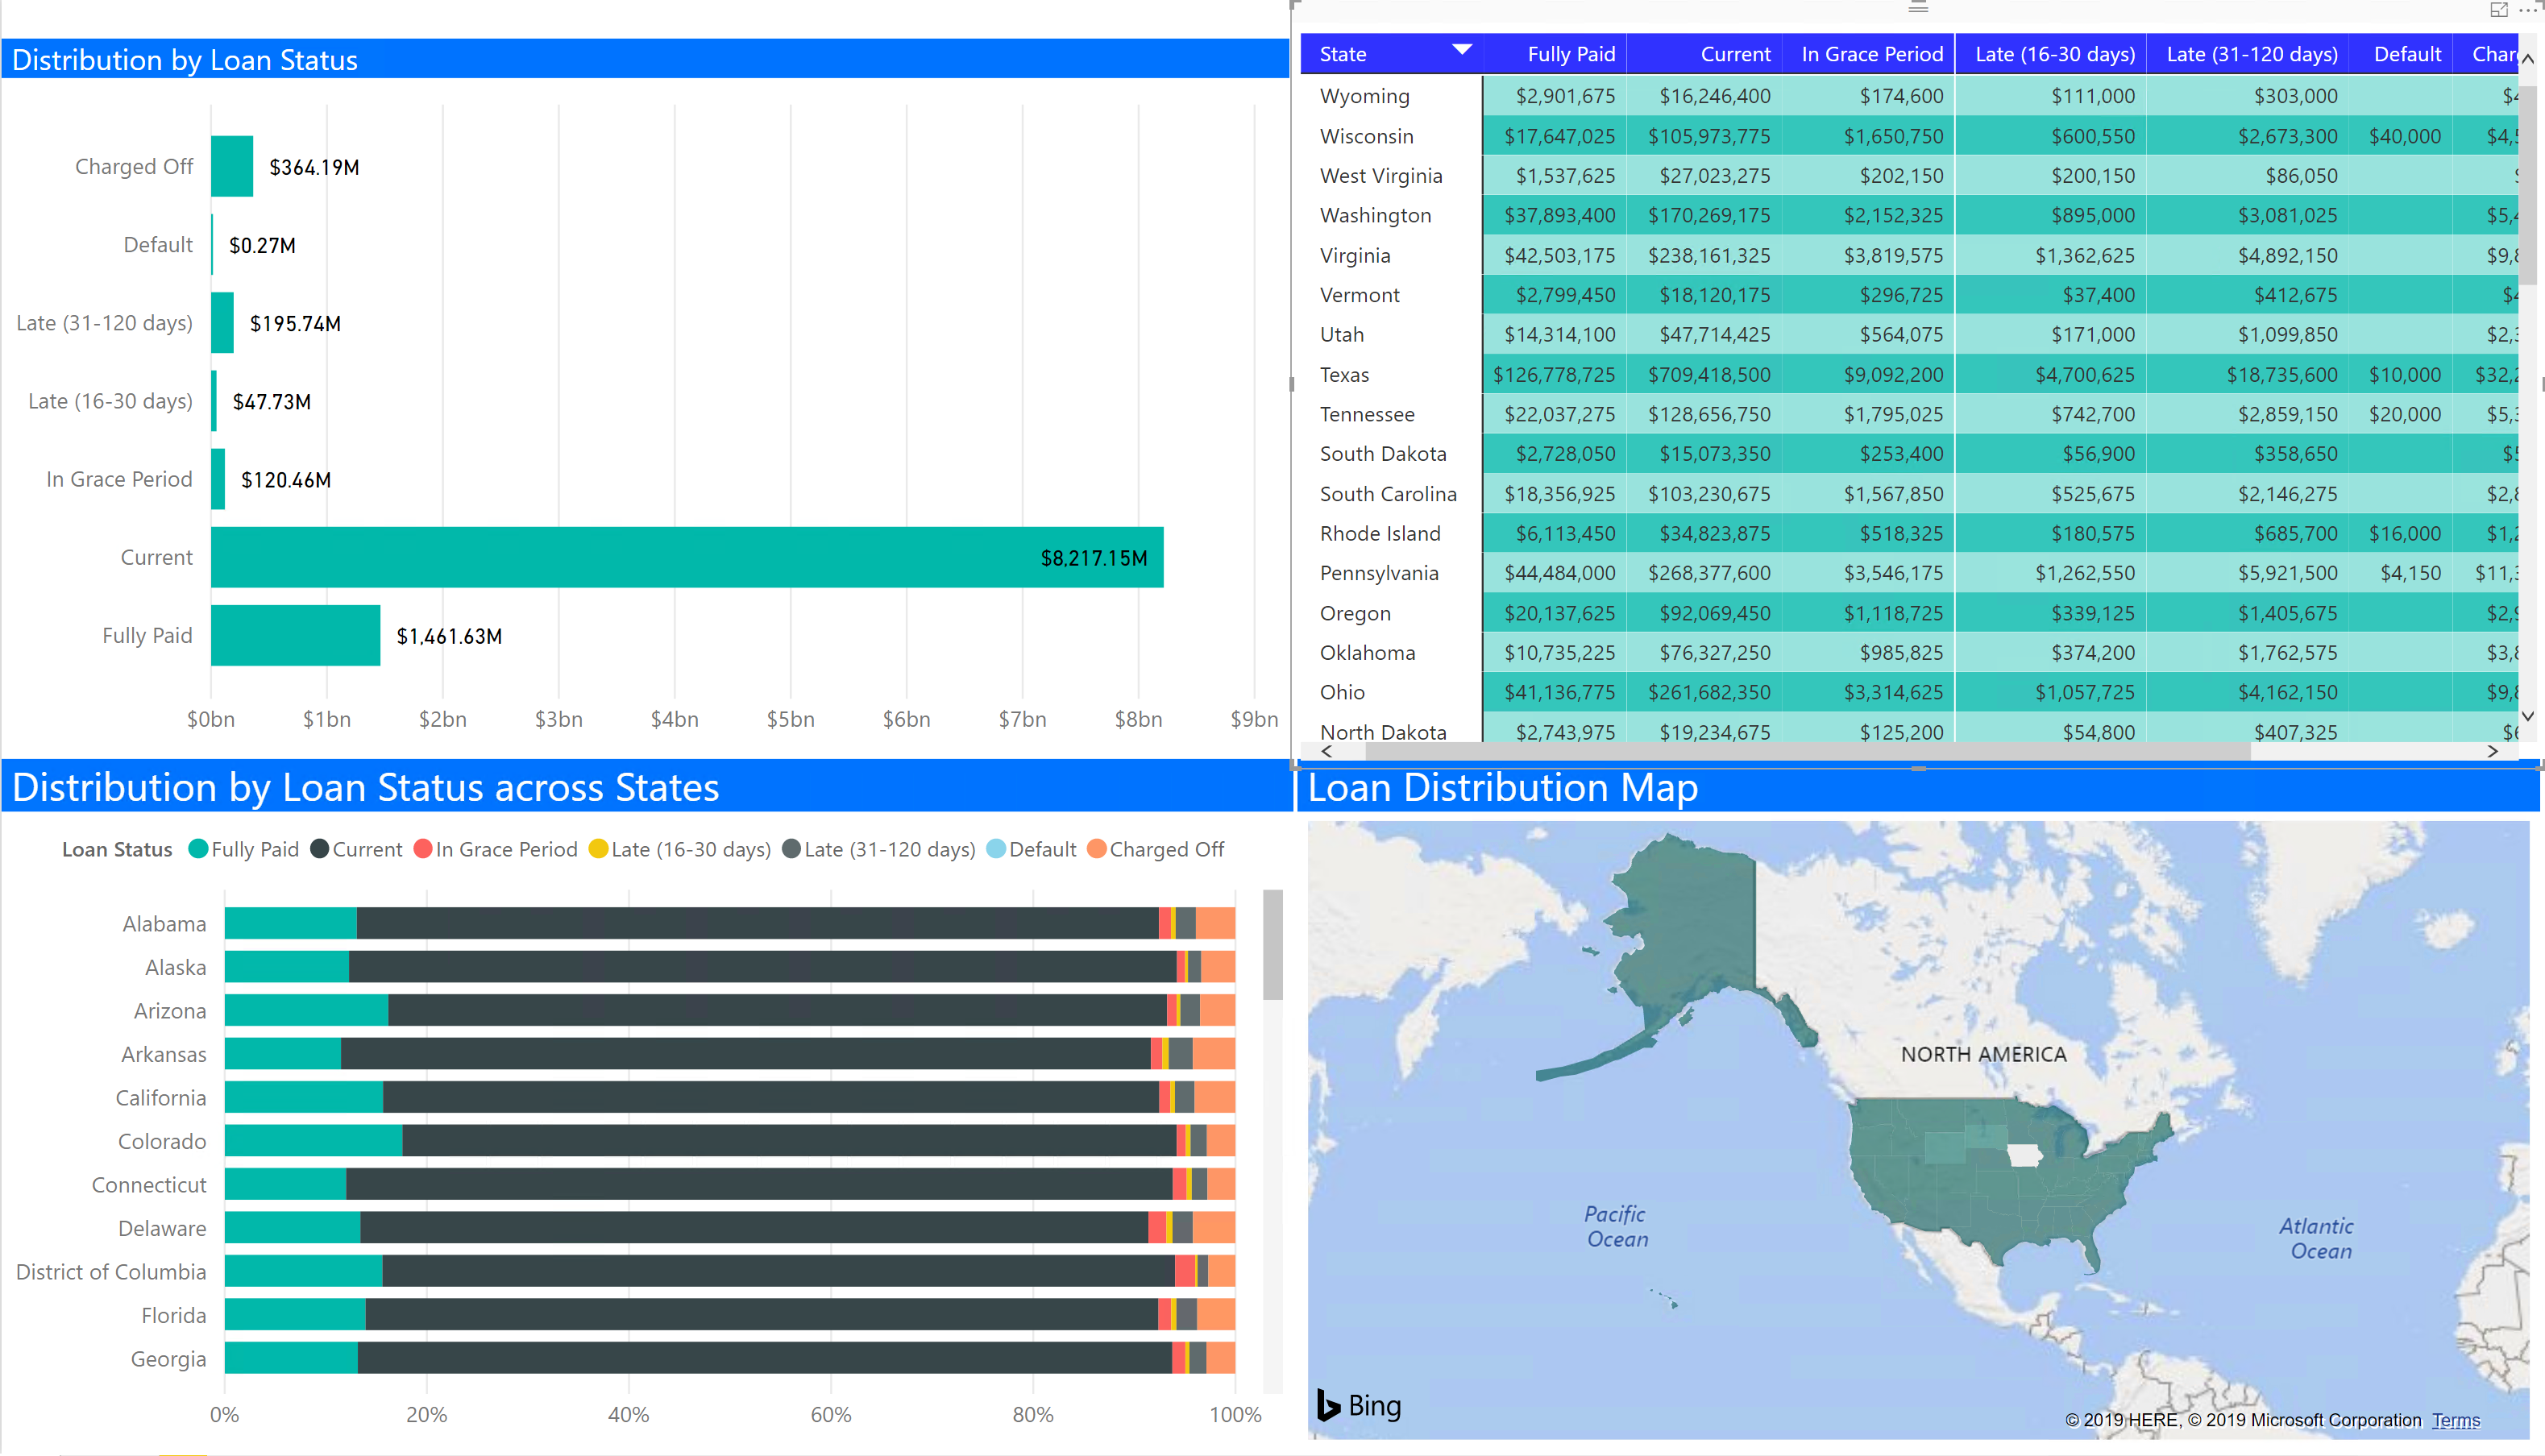 Distribution by Loan Status
Charged Off $364.19M
Default $0.27M
Late (31-120 days) $195.74M
Late (16-30 days) $47.73M
In Grace Period $120.46M
Current $8,217.15M
Fully Paid $1,461.63M
$0bn $1bn $2bn $3bn $4bn $5bn $6bn $7bn $8bn $9bn
State Fully Paid Current In Grace Period Late (16-30 days) Late (31-120 days) Default
Wyoming $2,901,675 $16,246,400 $174,600 $111,000 $303,000
Wisconsin $17,647,025 $105,973,775 $1,650,750 $600,550 $2,673,300 $40,000
West Virginia $1,537,625 $27,023,275 $202,150 $200,150 $86,050
Washington $37,893,400 $170,269,175 $2,152,325 $895,000 $3,081,025
Virginia $42,503,175 $238,161,325 $3,819,575 $1,362,625 $4,892,150
Vermont $2,799,450 $18,120,175 $296,725 $37,400 $412,675
Utah $14,314,100 $47,714,425 $564,075 $171,000 $1,099,850
Texas $126,778,725 $709,418,500 $9,092,200 $4,700,625 $18,735,600 $10,000
Tennessee $22,037,275 $128,656,750 $1,795,025 $742,700 $2,859,150 $20,000
South Dakota $2,728,050 $15,073,350 $253,400 $56,900 $358,650
South Carolina $18,356,925 $103,230,675 $1,567,850 $525,675 $2,146,275
Rhode Island $6,113,450 $34,823,875 $518,325 $180,575 $685,700 $16,000
Pennsylvania $44,484,000 $268,377,600 $3,546,175 $1,262,550 $5,921,500 $4,150
Oregon $20,137,625 $92,069,450 $1,118,725 $339,125 $1,405,675
Oklahoma $10,735,225 $76,327,250 $985,825 $374,200 $1,762,575
Ohio $41,136,775 $261,682,350 $3,314,625 $1,057,725 $4,162,150
North Dakota $2,743,975 $19,234,675 $125,200 $54,800 $407,325
Distribution by Loan Status across States
Loan Status Fully Paid Current In Grace Period Late (16-30 days) Late (31-120 days) Default Charged Off
Alabama
Alaska
Arizona
Arkansas
California
Colorado
Connecticut
Delaware
District of Columbia
Florida
Georgia
0% 20% 40% 60% 80% 100%
Loan Distribution Map
NORTH AMERICA
Pacific
Ocean
Atlantic
Ocean
Bing
© 2019 HERE, © 2019 Microsoft Corporation Terms